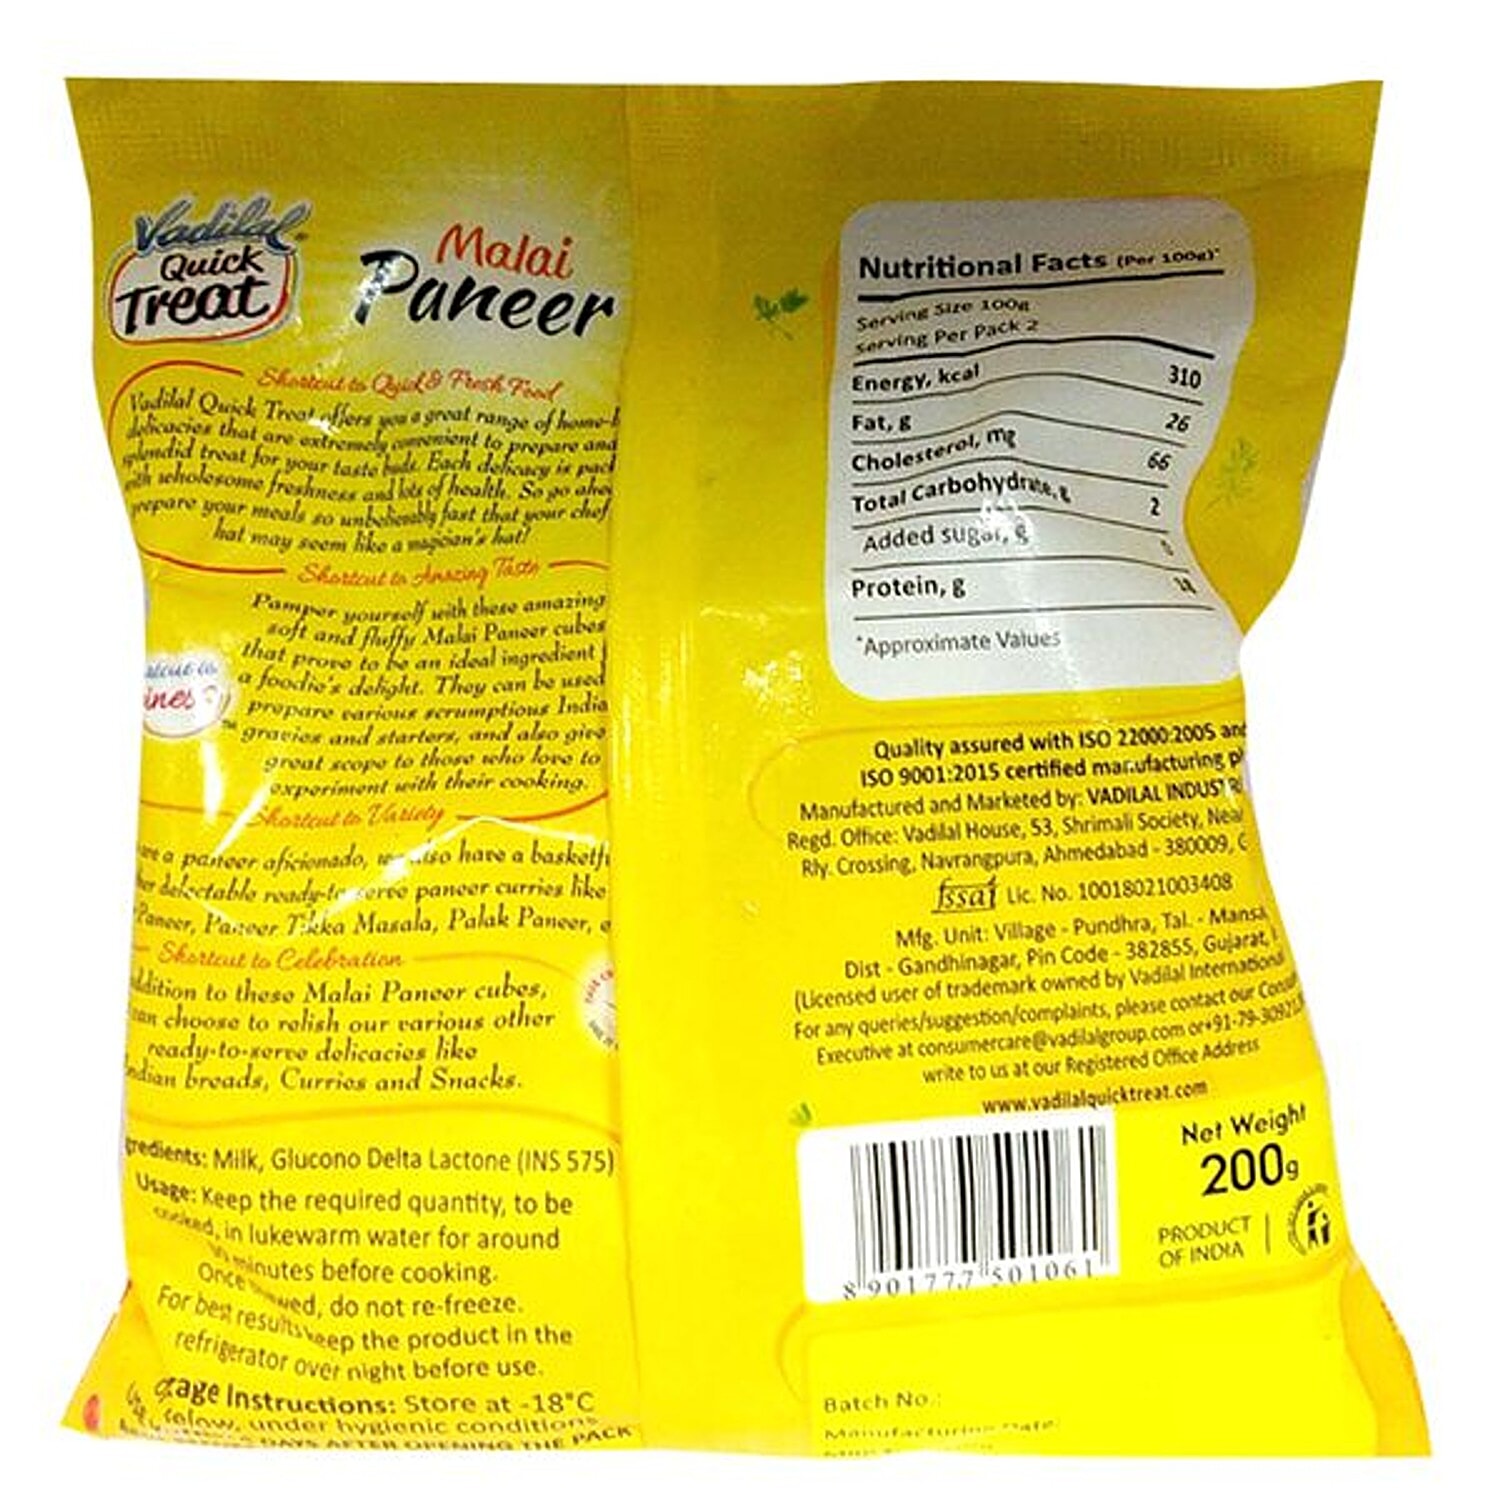 Vadilal
Quick
Treat
Malai
Paneer
Shortcut to Quick & Fresh Food
Vadilal Quick Treat offers you a great range of home-
delicacies that are extremely convenient to prepare and
splendid treat for your taste buds. Each delicacy is
with wholesome freshness and lots of health. So go
prepare your meals so unbelievably fast that your chef
hat may seem like a magician's hat!
Shortcut to Amazing Taste
Pamper yourself with these amazing
soft and fluffy Malai Paneer cubes
that prove to be an ideal ingredient
a foodie's delight. They can be used
prepare various scrumptious
gravies and starters, and also give
great scope to those who love to
experiment with their cooking.
Shortcut to Variety
a paneer aficionado, we also have a
delectable ready-to-serve paneer curries like
Paneer, Paneer Tikka Masala, Palak Paneer,
Shortcut to Celebration
to these Malai Paneer cubes,
can choose to relish our various other
ready-to-serve delicacies like
Indian breads, Curries and Snacks.
gredients: Milk, Glucono Delta Lactone (INS 575)
Usage: Keep the required quantity, to be
cooked, in lukewarm water for around
minutes before cooking.
Once, do not re-freeze.
For best results keep the product in the
refrigerator over night before use.
Instructions: Store at -18°C
below, under hygienic conditions
DAYS AFTER OPENING THE PACK
Nutritional Facts (Per 100g)*
Serving Size 100g
Serving Per Pack 2
Energy, kcal 310
Fat, g 26
Cholesterol, mg 66
Total Carbohydrate, g 2
Added sugar, g
Protein, g
*Approximate Values
Quality assured with ISO 22000:2005 and
ISO 9001:2015 certified manufacturing
Manufactured and Marketed by: VADILAL
Regd. Office: Vadilal House, 53, Shrimali Society,
Rly. Crossing, Navrangpura, Ahmedabad - 380009,
fssai Lic. No. 10018021003408
Mfg. Unit: Village - Pundhra, Tal. - Mansa
Dist - Gandhinagar, Pin Code - 382855, Gujarat,
(Licensed user of trademark owned by Vadilal International
For any queries/suggestion/complaints, please contact our
Executive at consumercare@vadilalgroup.com or
write to us at our Registered Office Address
www.vadilalquicktreat.com
8 901777 501061
Net Weight
200g
PRODUCT
OF INDIA
Batch No.:
Manufacturing Date: